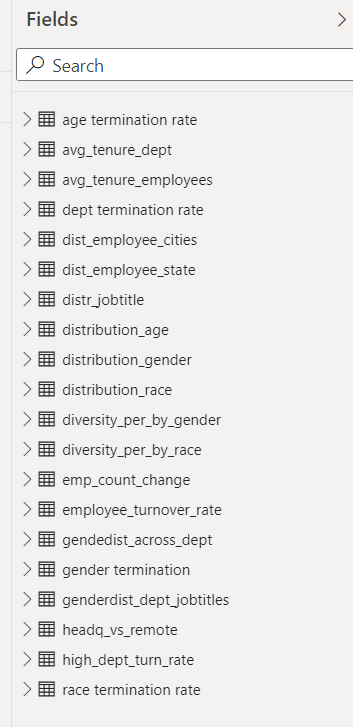 Fields
Search
age termination rate
avg_tenure_dept
avg_tenure_employees
dept termination rate
dist_employee_cities
dist_employee_state
distr_jobtitle
distribution_age
distribution_gender
distribution_race
diversity_per_by_gender
diversity_per_by_race
emp_count_change
employee_turnover_rate
gendedist_across_dept
gender termination
genderdist_dept_jobtitles
headq_vs_remote
high_dept_turn_rate
race termination rate